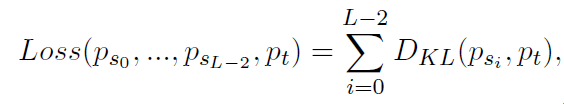 Loss(p_{s_0}, ..., p_{s_{L-2}}, p_t) = \sum_{i=0}^{L-2} D_{KL}(p_{s_i}, p_t),